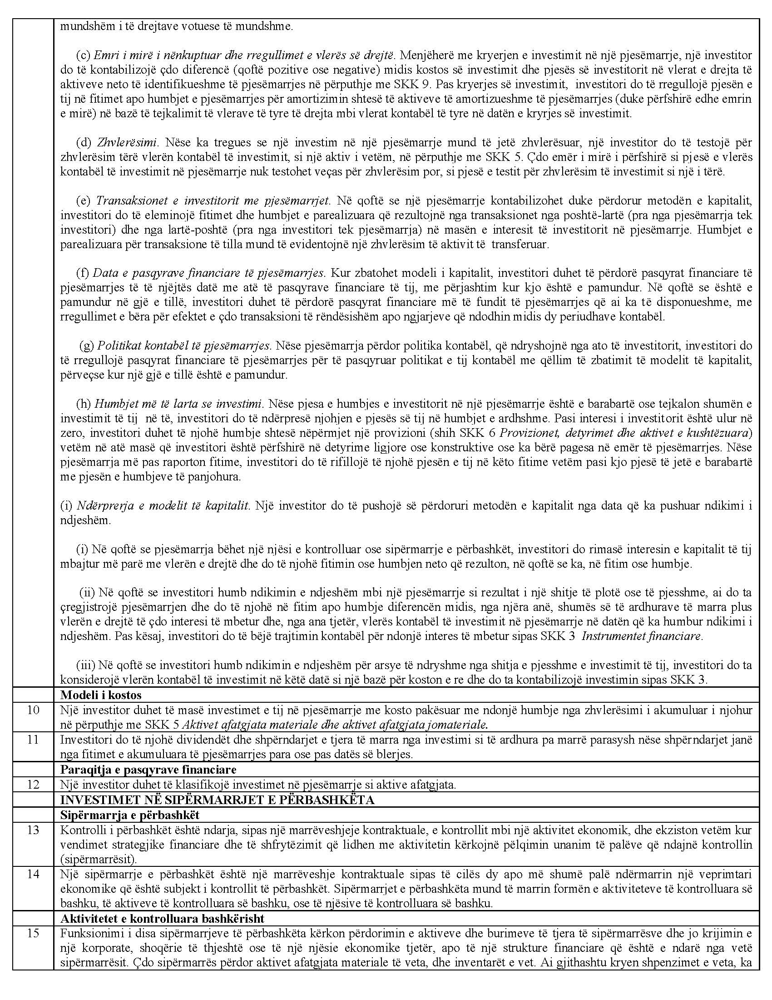 mundshëm i të drejtave votuese të mundshme.
(c) Emri i mirë i nënkuptuar dhe rregullimet e vlerës së drejtë. Menjëherë me kryerjen e investimit në një pjesëmarrje, një investitor
do të kontabilizojë çdo diferencë (qoftë pozitive ose negative) midis kostos së investimit dhe pjesës së investitorit në vlerat e drejta të
aktiveve neto të identifikueshme të pjesëmarrjes në përputhje me SKK 9. Pas kryerjes së investimit, investitori do të rregullojë pjesën e
tij në fitimet apo humbjet e pjesëmarrjes për amortizimin shtesë të aktiveve të amortizueshme të pjesëmarrjes (duke përfshirë edhe emrin
e mirë) në bazë të tejkalimit të vlerave të tyre të drejta mbi vlerat kontabël të tyre në datën e kryrjes së investimit.
(d) Zhvlerësimi. Nëse ka tregues se një investim në një pjesëmarrje mund të jetë zhvlerësuar, një investitor do të testojë për
zhvlerësim tërë vlerën kontabël të investimit, si një aktiv i vetëm, në përputhje me SKK 5. Çdo emër i mirë i përfshirë si pjesë e vlerës
kontabël të investimit në pjesëmarrje nuk testohet veças për zhvlerësim por, si pjesë e testit për zhvlerësim të investimit si një i tërë.
(e) Transaksionet e investitorit me pjesëmarrjet. Në qoftë se një pjesëmarrje kontabilizohet duke përdorur metodën e kapitalit,
investitori do të eleminojë fitimet dhe humbjet e parealizuara që rezultojnë nga transaksionet nga poshtë-lartë (pra nga pjesëmarrja tek
investitori) dhe nga lartë-poshtë (pra nga investitori tek pjesëmarrja) në masën e interesit të investitorit në pjesëmarrje. Humbjet e
parealizuara për transaksione të tilla mund të evidentojnë një zhvlerësim të aktivit të transferuar.
(f) Data e pasqyrave financiare të pjesëmarrjes. Kur zbatohet modeli i kapitalit, investitori duhet të përdorë pasqyrat financiare të
pjesëmarrjes të të njëjtës datë me atë të pasqyrave financiare të tij, me përjashtim kur kjo është e pamundur. Në qoftë se është e
pamundur në gjë e tillë, investitori duhet të përdorë pasqyrat financiare më të fundit të pjesëmarrjes që ai ka të disponueshme, me
rregullimet e bëra për efektet e çdo transaksioni të rëndësishëm apo ngjarjeve që ndodhin midis dy periudhave kontabël.
(g) Politikat kontabël të pjesëmarrjes. Nëse pjesëmarrja përdor politika kontabël, që ndryshojnë nga ato të investitorit, investitori do
të rregullojë pasqyrat financiare të pjesëmarrjes për të pasqyruar politikat e tij kontabël me qëllim të zbatimit të modelit të kapitalit,
përveçse kur një gjë e tillë është e pamundur.
(h) Humbjet më të larta se investimi. Nëse pjesa e humbjes e investitorit në një pjesëmarrje është e barabartë ose tejkalon shumën e
investimit të tij në të, investitori do të ndërpresë njohjen e pjesës së tij në humbjet e ardhshme. Pasi interesi i investitorit është ulur në
zero, investitori duhet të njohë humbje shtesë nëpërmjet një provizioni (shih SKK 6 Provizionet, detyrimet dhe aktivet e kushtëzuara)
vetëm në atë masë që investitori është përfshirë në detyrime ligjore ose konstruktive ose ka bërë pagesa në emër të pjesëmarrjes. Nëse
pjesëmarrja më pas raporton fitime, investitori do të rifillojë të njohë pjesën e tij në këto fitime vetëm pasi kjo pjesë të jetë e barabartë
me pjesën e humbjeve të panjohura.
(i) Ndërprerja e modelit të kapitalit. Një investitor do të pushojë së përdoruri metodën e kapitalit nga data që ka pushuar ndikimi i
ndjeshëm.
(i) Në qoftë se pjesëmarrja bëhet një njësi e kontrolluar ose sipërmarrje e përbashkët, investitori do rimasë interesin e kapitalit të tij
mbajtur më parë me vlerën e drejtë dhe do të njohë fitimin ose humbjen neto që rezulton, në qoftë se ka, në fitim ose humbje.
(ii) Në qoftë se investitori humb ndikimin e ndjeshëm mbi një pjesëmarrje si rezultat i një shitje të plotë ose të pjesshme, ai do ta
çregjistrojë pjesëmarrjen dhe do të njohë në fitim apo humbje diferencën midis, nga njëra anë, shumës së të ardhurave të marra plus
vlerën e drejtë të çdo interesi të mbetur dhe, nga ana tjetër, vlerës kontabël të investimit në pjesëmarrje në datën që ka humbur ndikimi i
ndjeshëm. Pas kësaj, investitori do të bëjë trajtimin kontabël për ndonjë interes të mbetur sipas SKK 3 Instrumentet financiare.
(iii) Në qoftë se investitori humb ndikimin e ndjeshëm për arsye të ndryshme nga shitja e pjesshme e investimit të tij, investitori do ta
konsiderojë vlerën kontabël të investimit në këtë datë si një bazë për koston e re dhe do ta kontabilizojë investimin sipas SKK 3.
Modeli i kostos
10 Një investitor duhet të masë investimet e tij në pjesëmarrje me kosto pakësuar me ndonjë humbje nga zhvlerësimi i akumuluar i njohur
në përputhje me SKK 5 Aktivet afatgjata materiale dhe aktivet afatgjata jomateriale.
11 Investitori do të njohë dividendët dhe shpërndarjet e tjera të marra nga investimi si të ardhura pa marrë parasysh nëse shpërndarjet janë
nga fitimet e akumuluara të pjesëmarrjes para ose pas datës së blerjes.
Paraqitja e pasqyrave financiare
12 Një investitor duhet të klasifikojë investimet në pjesëmarrje si aktive afatgjata.
INVESTIMET NË SIPËRMARRJET E PËRBASHKËTA
Sipërmarrja e përbashkët
13 Kontrolli i përbashkët është ndarja, sipas një marrëveshjeje kontraktuale, e kontrollit mbi një aktivitet ekonomik, dhe ekziston vetëm kur
vendimet strategjike financiare dhe të shfrytëzimit që lidhen me aktivitetin kërkojnë pëlqimin unanim të palëve që ndajnë kontrollin
(sipërmarrësit).
14 Një sipërmarrje e përbashkët është një marrëveshje kontraktuale sipas të cilës dy apo më shumë palë ndërmarrin një veprimtari
ekonomike që është subjekt i kontrollit të përbashkët. Sipërmarrjet e përbashkëta mund të marrin formën e aktiviteteve të kontrolluara së
bashku, të aktiveve të kontrolluara së bashku, ose të njësive të kontrolluara së bashku.
Aktivitetet e kontrolluara bashkërisht
15 Funksionimi i disa sipërmarrjeve të përbashkëta kërkon përdorimin e aktiveve dhe burimeve të tjera të sipërmarrësve dhe jo krijimin e
një korporate, shoqërie të thjeshtë ose të një njësie ekonomike tjetër, apo të një strukture financiare që është e ndarë nga vetë
sipërmarrësit. Çdo sipërmarrës përdor aktivet afatgjata materiale të veta, dhe inventarët e vet. Ai gjithashtu kryen shpenzimet e veta, ka